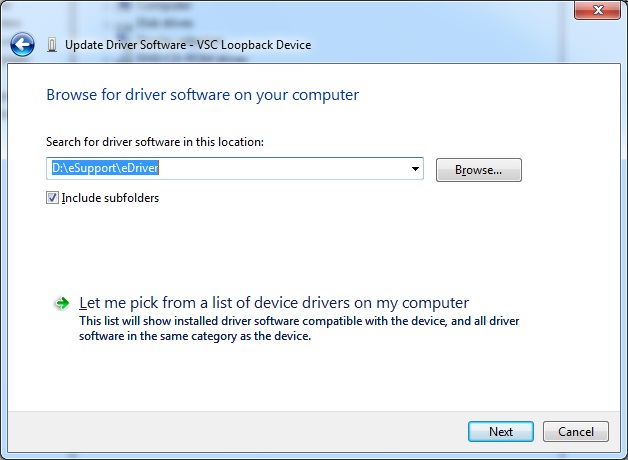 Computer
Disk drives
Update Driver Software - VSC Loopback Device
Browse for driver software on your computer
Search for driver software in this location:
D:\eSupport\eDriver
Browse...
Include subfolders
Let me pick from a list of device drivers on my computer
This list will show installed driver software compatible with the device, and all driver
software in the same category as the device.
Next
Cancel